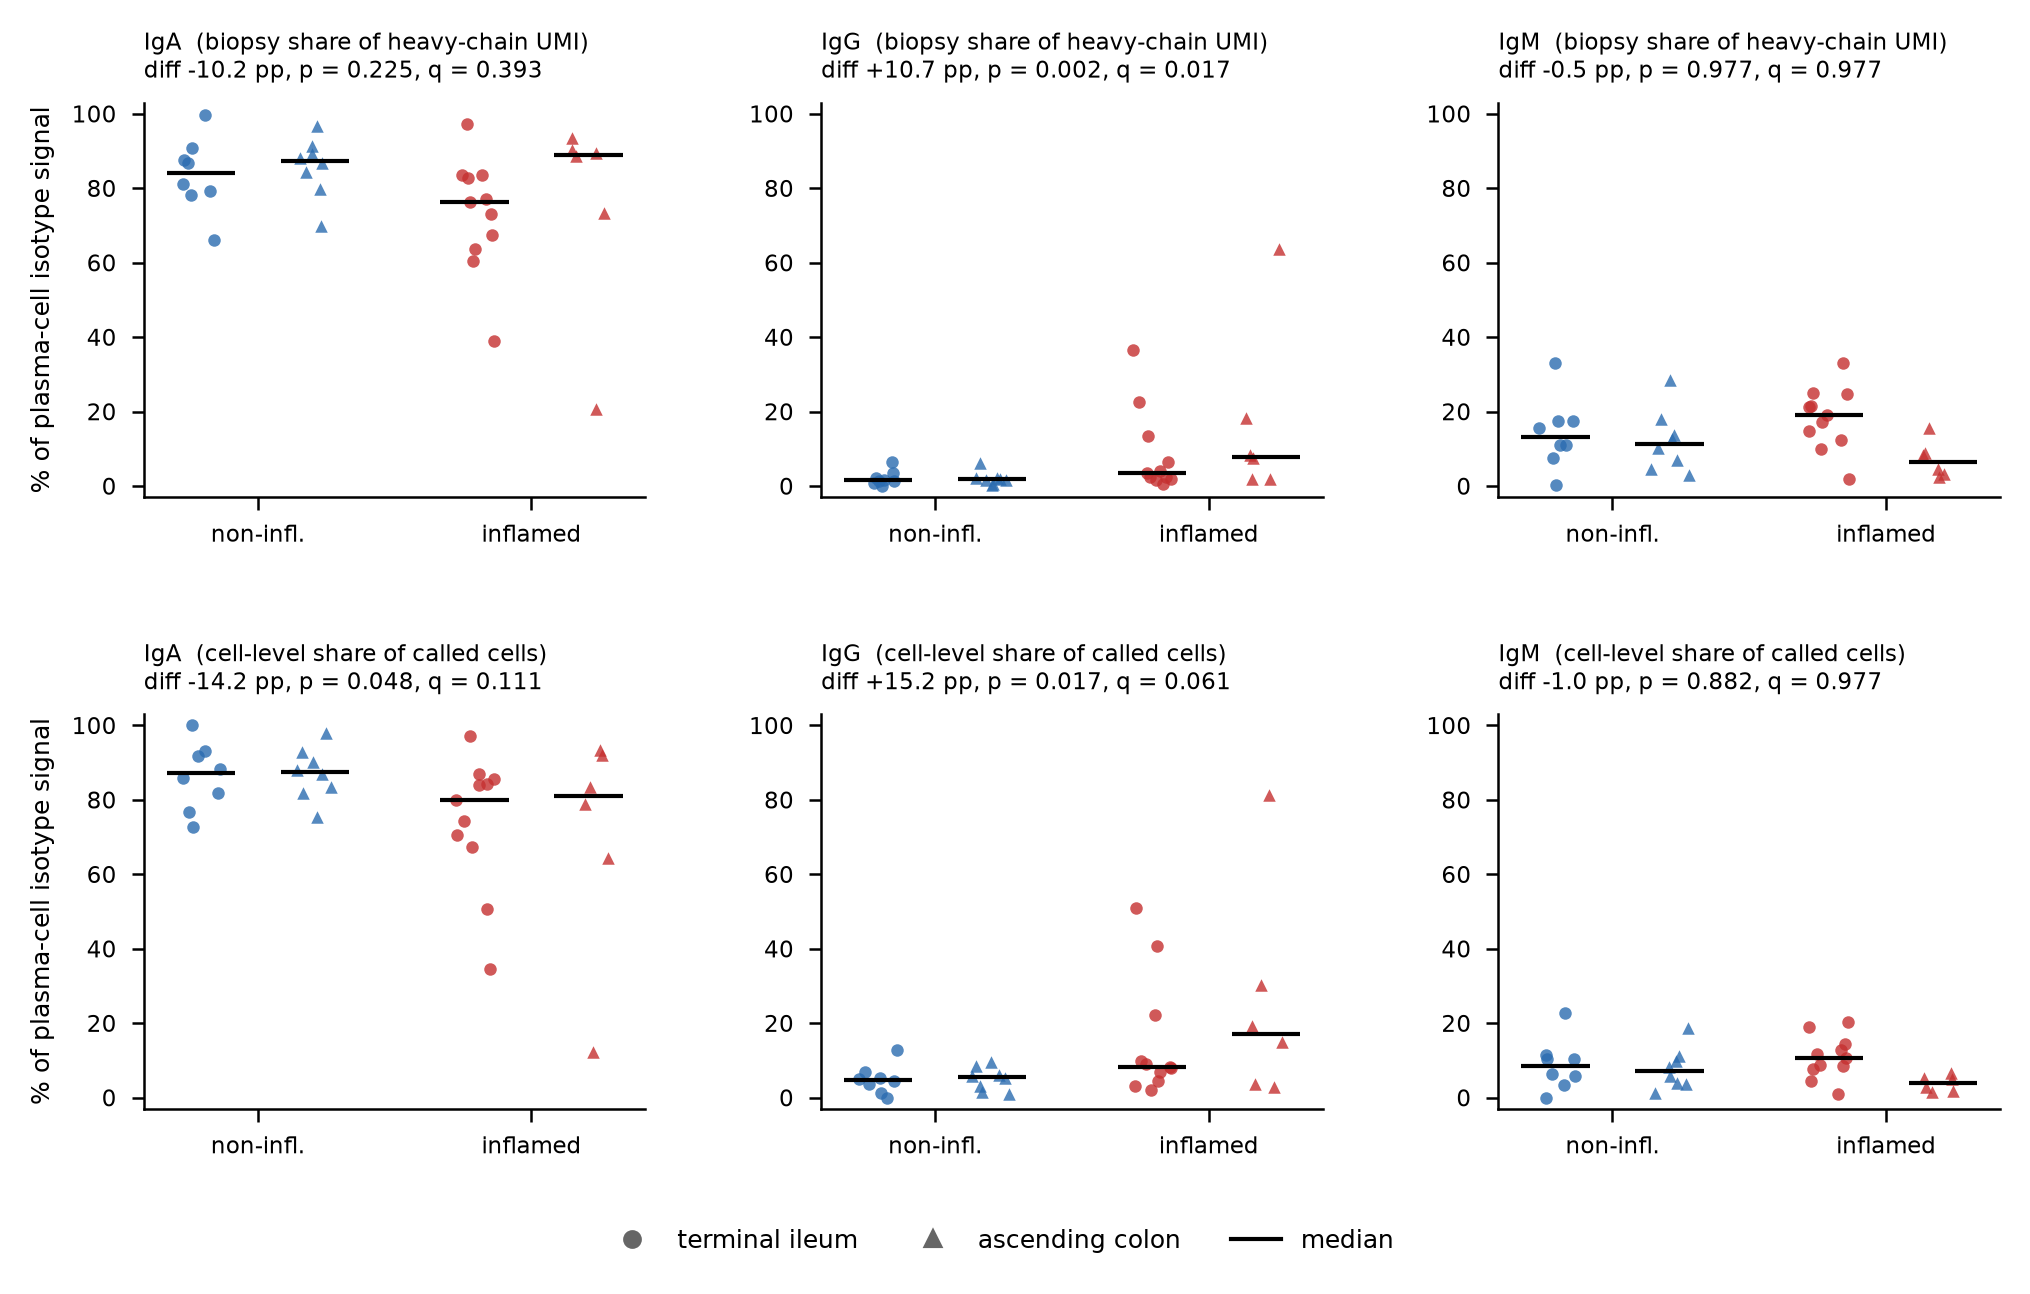 IgA  (biopsy share of heavy-chain UMI)
diff -10.2 pp, p = 0.225, q = 0.393
% of plasma-cell isotype signal
100
80
60
40
20
0
non-infl.
inflamed
IgG  (biopsy share of heavy-chain UMI)
diff +10.7 pp, p = 0.002, q = 0.017
100
80
60
40
20
0
non-infl.
inflamed
IgM  (biopsy share of heavy-chain UMI)
diff -0.5 pp, p = 0.977, q = 0.977
100
80
60
40
20
0
non-infl.
inflamed
IgA  (cell-level share of called cells)
diff -14.2 pp, p = 0.048, q = 0.111
% of plasma-cell isotype signal
100
80
60
40
20
0
non-infl.
inflamed
IgG  (cell-level share of called cells)
diff +15.2 pp, p = 0.017, q = 0.061
100
80
60
40
20
0
non-infl.
inflamed
IgM  (cell-level share of called cells)
diff -1.0 pp, p = 0.882, q = 0.977
100
80
60
40
20
0
non-infl.
inflamed
terminal ileum
ascending colon
median